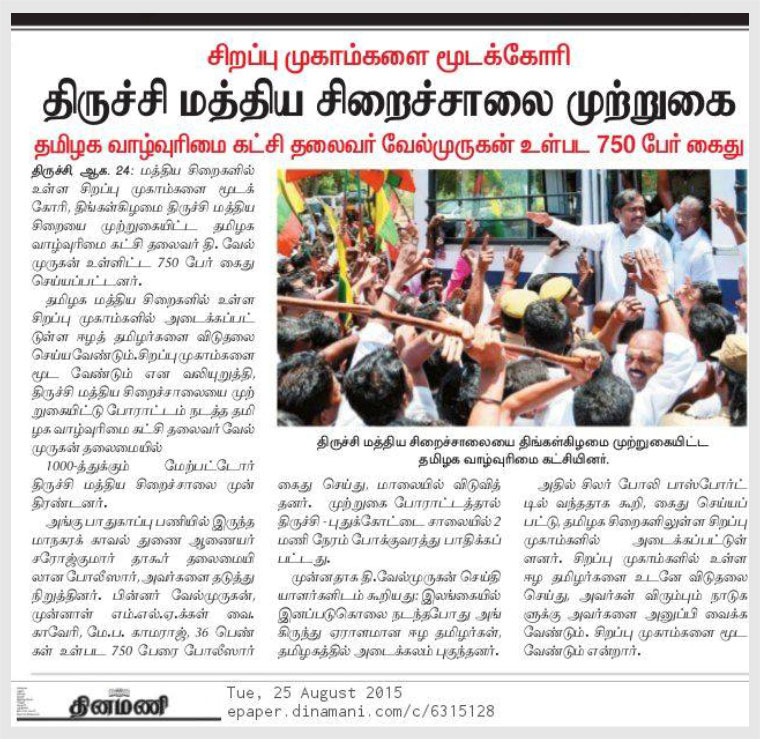 சிறப்பு முகாம்களை மூடக்கோரி
திருச்சி மத்திய சிறைச்சாலை முற்றுகை
தமிழக வாழ்வுரிமை கட்சி தலைவர் வேல்முருகன் உள்பட 750 பேர் கைது
திருச்சி, ஆக. 24: மத்திய சிறைகளில்
உள்ள சிறப்பு முகாம்களை மூடக்
கோரி, திங்கள்கிழமை திருச்சி மத்திய
சிறையை முற்றுகையிட்ட தமிழக
வாழ்வுரிமை கட்சி தலைவர் தி. வேல்
முருகன் உள்ளிட்ட 750 பேர் கைது
செய்யப்பட்டனர்.
தமிழக மத்திய சிறைகளில் உள்ள
சிறப்பு முகாம்களில் அடைக்கப்பட்
டுள்ள ஈழத் தமிழர்களை விடுதலை
செய்யவேண்டும். சிறப்பு முகாம்களை
மூட வேண்டும் என வலியுறுத்தி,
திருச்சி மத்திய சிறைச்சாலையை முற்
றுகையிட்டு போராட்டம் நடத்த தமி
ழக வாழ்வுரிமை கட்சி தலைவர் வேல்
முருகன் தலைமையில்
1000-த்துக்கும் மேற்பட்டோர்
திருச்சி மத்திய சிறைச்சாலை முன்
திரண்டனர்.
அங்கு பாதுகாப்பு பணியில் இருந்த
மாநகரக் காவல் துணை ஆணையர்
சரோஜ்குமார் தாகூர் தலைமையி
லான போலீஸார், அவர்களை தடுத்து
நிறுத்தினர். பின்னர் வேல்முருகன்,
முன்னாள் எம்.எல்.ஏ.க்கள் வை.
காவேரி, மே.ப. காமராஜ், 36 பெண்
கள் உள்பட 750 பேரை போலீஸார்
திருச்சி மத்திய சிறைச்சாலையை திங்கள்கிழமை முற்றுகையிட்ட
தமிழக வாழ்வுரிமை கட்சியினர்.
கைது செய்து, மாலையில் விடுவித்
தனர். முற்றுகை போராட்டத்தால்
திருச்சி - புதுக்கோட்டை சாலையில் 2
மணி நேரம் போக்குவரத்து பாதிக்கப்
பட்டது.
முன்னதாக தி.வேல்முருகன் செய்தி
யாளர்களிடம் கூறியது: இலங்கையில்
இனப்படுகொலை நடந்தபோது அங்
கிருந்து ஏராளமான ஈழ தமிழர்கள்,
தமிழகத்தில் அடைக்கலம் புகுந்தனர்.
அதில் சிலர் போலி பாஸ்போர்ட்
டில் வந்ததாக கூறி, கைது செய்யப்
பட்டு, தமிழக சிறைகளிலுள்ள சிறப்பு
முகாம்களில் அடைக்கப்பட்டுள்
ளனர். சிறப்பு முகாம்களில் உள்ள
ஈழ தமிழர்களை உடனே விடுதலை
செய்து, அவர்கள் விரும்பும் நாடுக
ளுக்கு அவர்களை அனுப்பி வைக்க
வேண்டும். சிறப்பு முகாம்களை மூட
வேண்டும் என்றார்.
தினமணி
Tue, 25 August 2015
epaper.dinamani.com/c/6315128